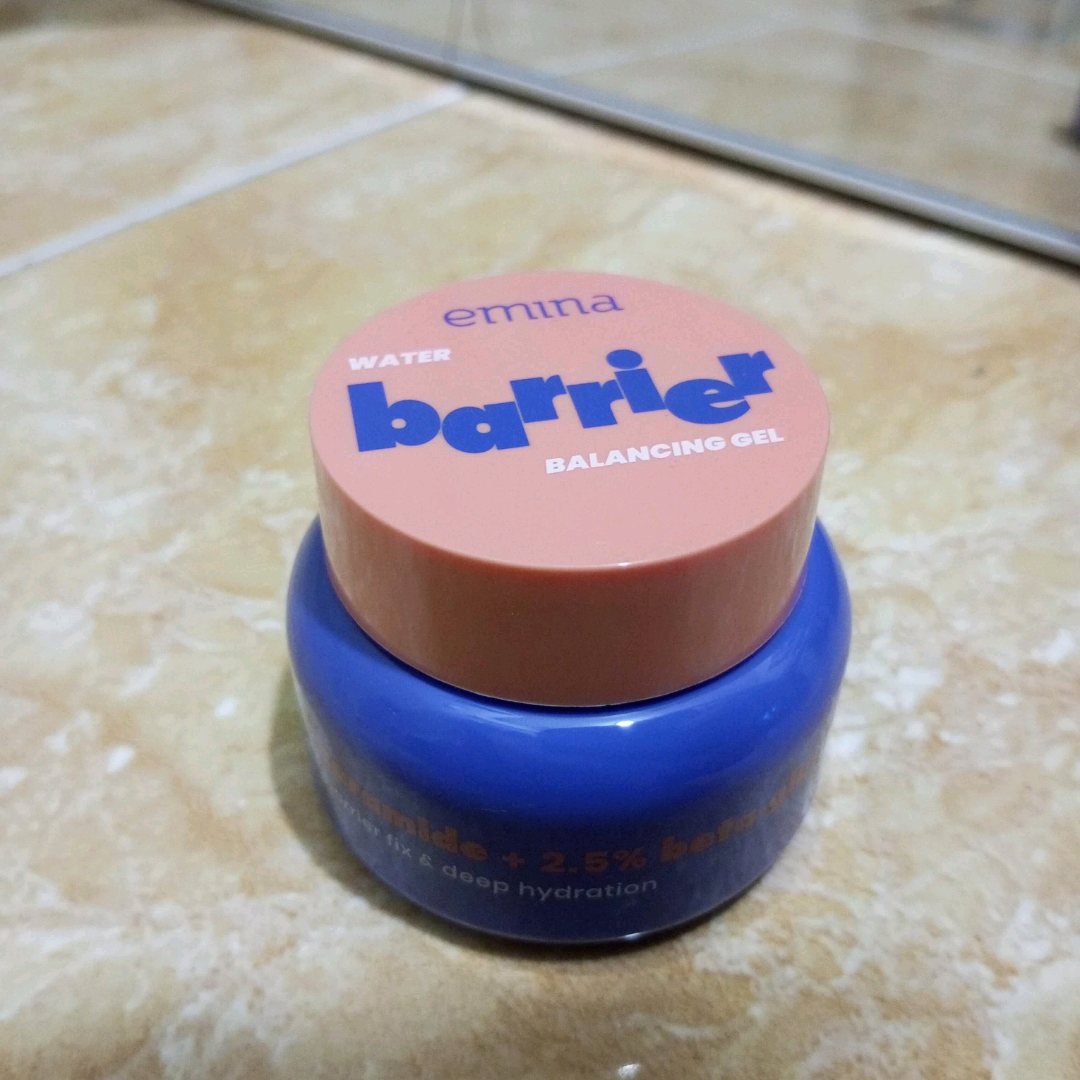 emina
WATER
barrier
BALANCING GEL
+ 2.5%
fix & deep hydration